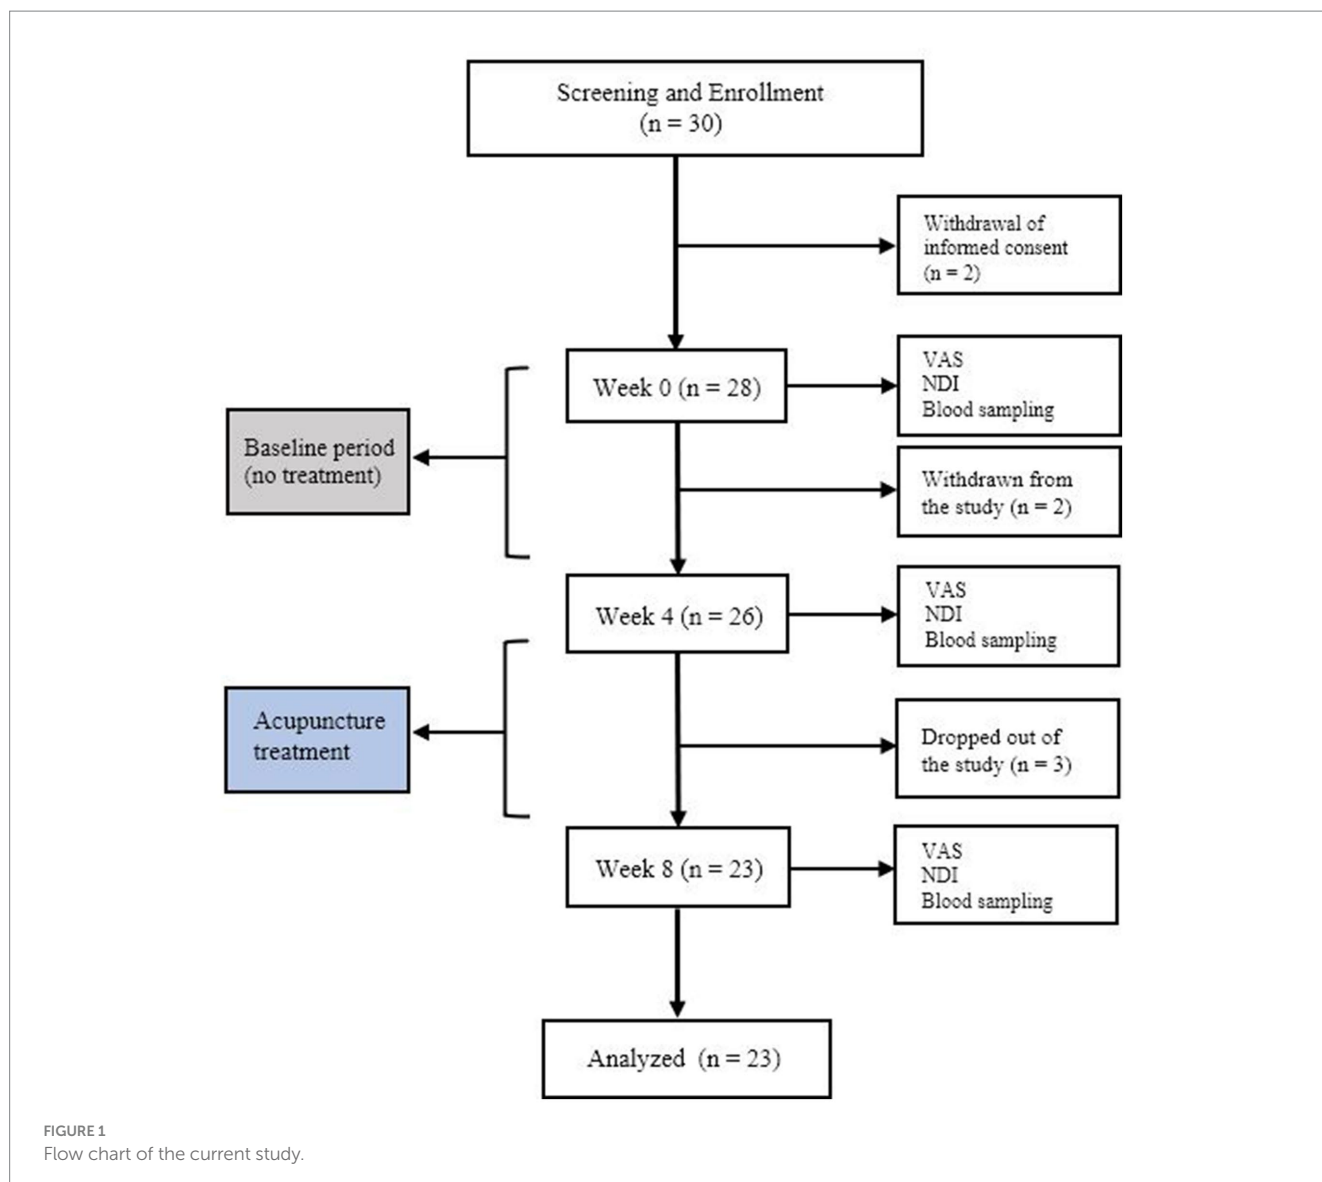 Screening and Enrollment
(n = 30)
Withdrawal of
informed consent
(n = 2)
Week 0 (n = 28)
VAS
NDI
Blood sampling
Baseline period
(no treatment)
Withdrawn from
the study (n = 2)
Week 4 (n = 26)
VAS
NDI
Blood sampling
Acupuncture
treatment
Dropped out of
the study (n = 3)
Week 8 (n = 23)
VAS
NDI
Blood sampling
Analyzed (n = 23)
FIGURE 1
Flow chart of the current study.